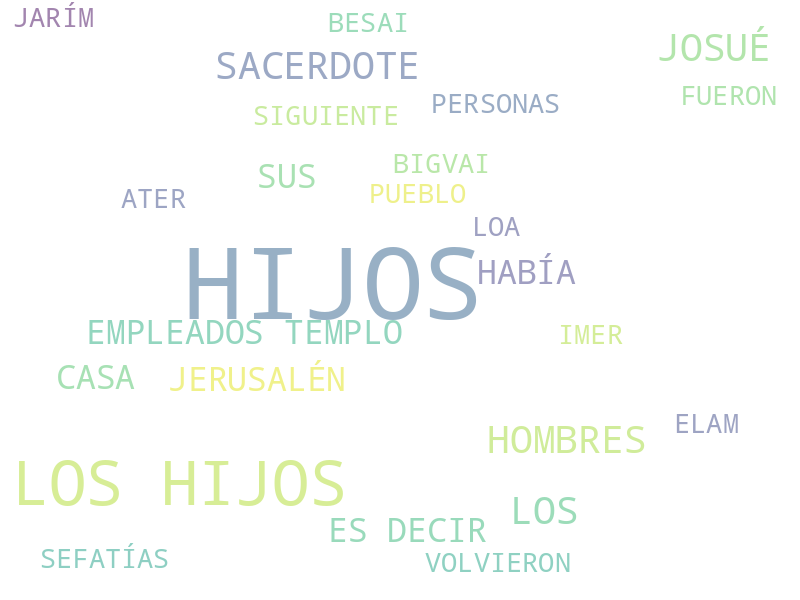 JARÍM
BESAI
SACERDOTE
JOSUÉ
PERSONAS
FUERON
SIGUIENTE
BIGVAI
SUS
PUEBLO
ATER
LOA
HIJOS
HABÍA
EMPLEADOS TEMPLO
IMER
CASA
JERUSALÉN
ELAM
HOMBRES
LOS HIJOS
LOS
ES DECIR
SEFATÍAS
VOLVIERON